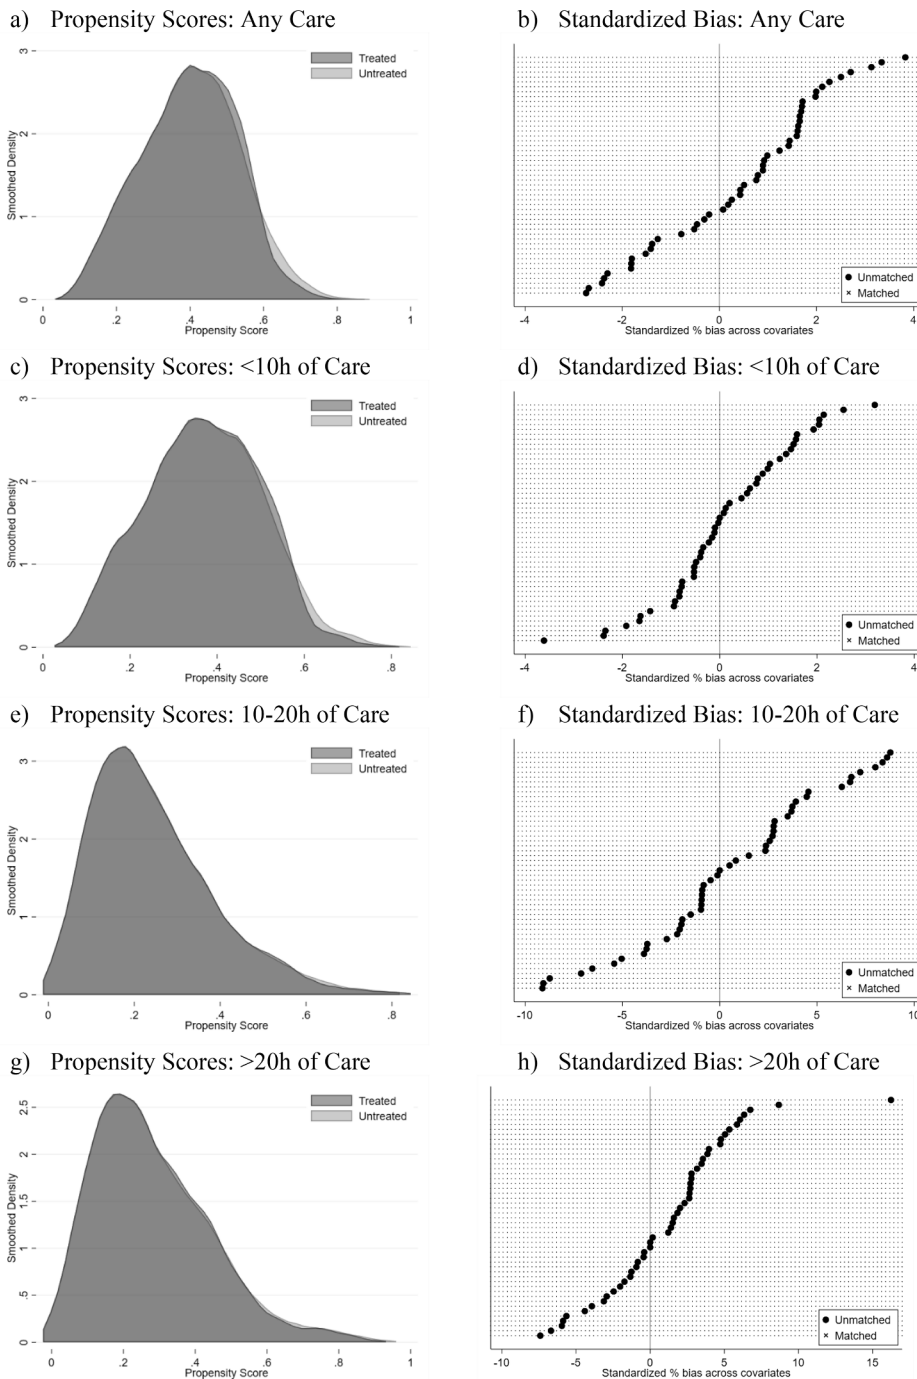 a) Propensity Scores: Any Care
Treated
Untreated
Smoothed Density
3
2
1
0
0 .2 .4 .6 .8 1
Propensity Score
b) Standardized Bias: Any Care
Unmatched
Matched
-4 -2 0 2 4
Standardized % bias across covariates
c) Propensity Scores: <10h of Care
Treated
Untreated
Smoothed Density
3
2
1
0
0 .2 .4 .6 .8
Propensity Score
d) Standardized Bias: <10h of Care
Unmatched
Matched
-4 -2 0 2 4
Standardized % bias across covariates
e) Propensity Scores: 10-20h of Care
Treated
Untreated
Smoothed Density
3
2
1
0
0 .2 .4 .6 .8
Propensity Score
f) Standardized Bias: 10-20h of Care
Unmatched
Matched
-10 -5 0 5 10
Standardized % bias across covariates
g) Propensity Scores: >20h of Care
Treated
Untreated
Smoothed Density
2.5
2
1.5
1
.5
0
0 .2 .4 .6 .8 1
Propensity Score
h) Standardized Bias: >20h of Care
Unmatched
Matched
-10 -5 0 5 10 15
Standardized % bias across covariates